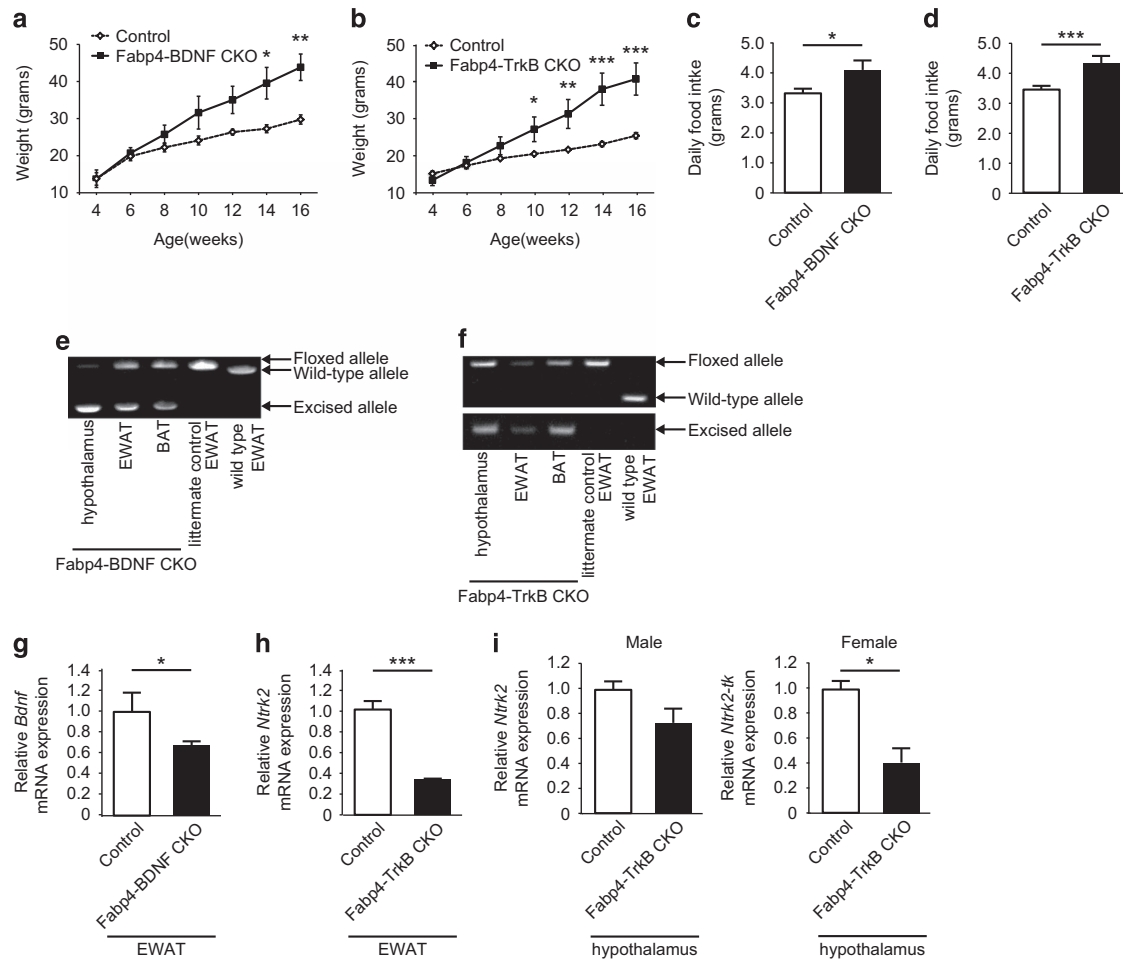 a
Control
Fabp4-BDNF CKO
* **
50
40
30
20
10
Weight (grams)
4 6 8 10 12 14 16
Age(weeks)
b
Control
Fabp4-TrkB CKO
* ** *** ***
50
40
30
20
10
Weight (grams)
4 6 8 10 12 14 16
Age(weeks)
c
*
5.0
4.0
3.0
2.0
1.0
0
Daily food intke
(grams)
Control
Fabp4-BDNF CKO
d
***
5.0
4.0
3.0
2.0
1.0
0
Daily food intke
(grams)
Control
Fabp4-TrkB CKO
e
Floxed allele
Wild-type allele
Excised allele
hypothalamus
EWAT
BAT
littermate control
EWAT
wild type
EWAT
Fabp4-BDNF CKO
f
Floxed allele
Wild-type allele
Excised allele
hypothalamus
EWAT
BAT
littermate control
EWAT
wild type
EWAT
Fabp4-TrkB CKO
g
*
1.4
1.2
1.0
0.8
0.6
0.4
0.2
0
Relative Bdnf
mRNA expression
Control
Fabp4-BDNF CKO
EWAT
h
***
1.4
1.2
1.0
0.8
0.6
0.4
0.2
0
Relative Ntrk2
mRNA expression
Control
Fabp4-TrkB CKO
EWAT
i
Male
1.2
1.0
0.8
0.6
0.4
0.2
0
Relative Ntrk2
mRNA expression
Control
Fabp4-TrkB CKO
hypothalamus
Female
*
1.2
1.0
0.8
0.6
0.4
0.2
0
Relative Ntrk2-tk
mRNA expression
Control
Fabp4-TrkB CKO
hypothalamus